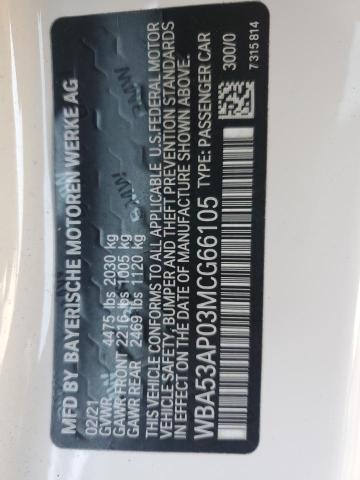 MFD BY BAYERISCHE MOTOREN WERKE AG
02/21
GVWR 4475 lbs 2030 kg
GAWR FRONT 2216 lbs 1005 kg
GAWR REAR 2469 lbs 1120 kg
THIS VEHICLE CONFORMS TO ALL APPLICABLE U.S.FEDERAL MOTOR
VEHICLE SAFETY, BUMPER AND THEFT PREVENTION STANDARDS
IN EFFECT ON THE DATE OF MANUFACTURE SHOWN ABOVE.
WBA53AP03MCG66105 TYPE: PASSENGER CAR
300/0
7315814
BMW
BMW